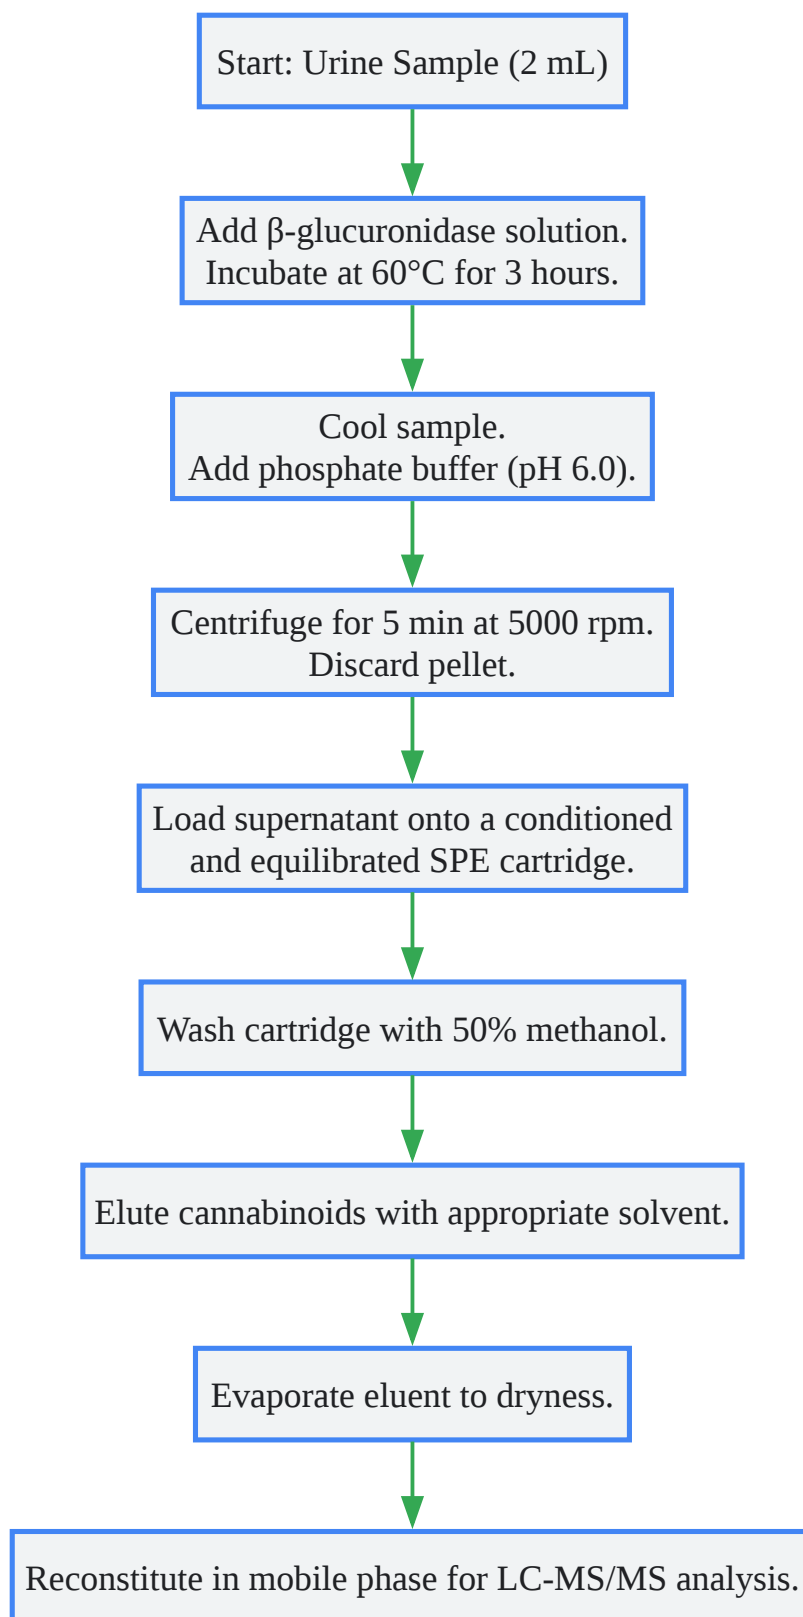 Start: Urine Sample (2 mL)
Add β-glucuronidase solution.
Incubate at 60°C for 3 hours.
Cool sample.
Add phosphate buffer (pH 6.0).
Centrifuge for 5 min at 5000 rpm.
Discard pellet.
Load supernatant onto a conditioned
and equilibrated SPE cartridge.
Wash cartridge with 50% methanol.
Elute cannabinoids with appropriate solvent.
Evaporate eluent to dryness.
Reconstitute in mobile phase for LC-MS/MS analysis.